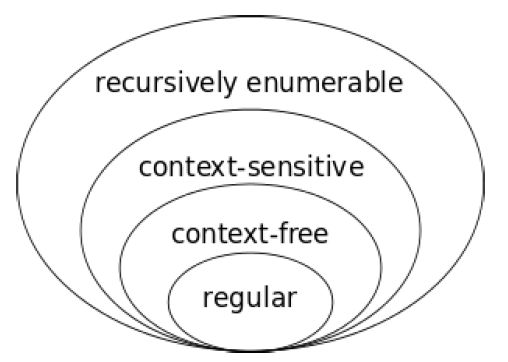 recursively enumerable
context-sensitive
context-free
regular